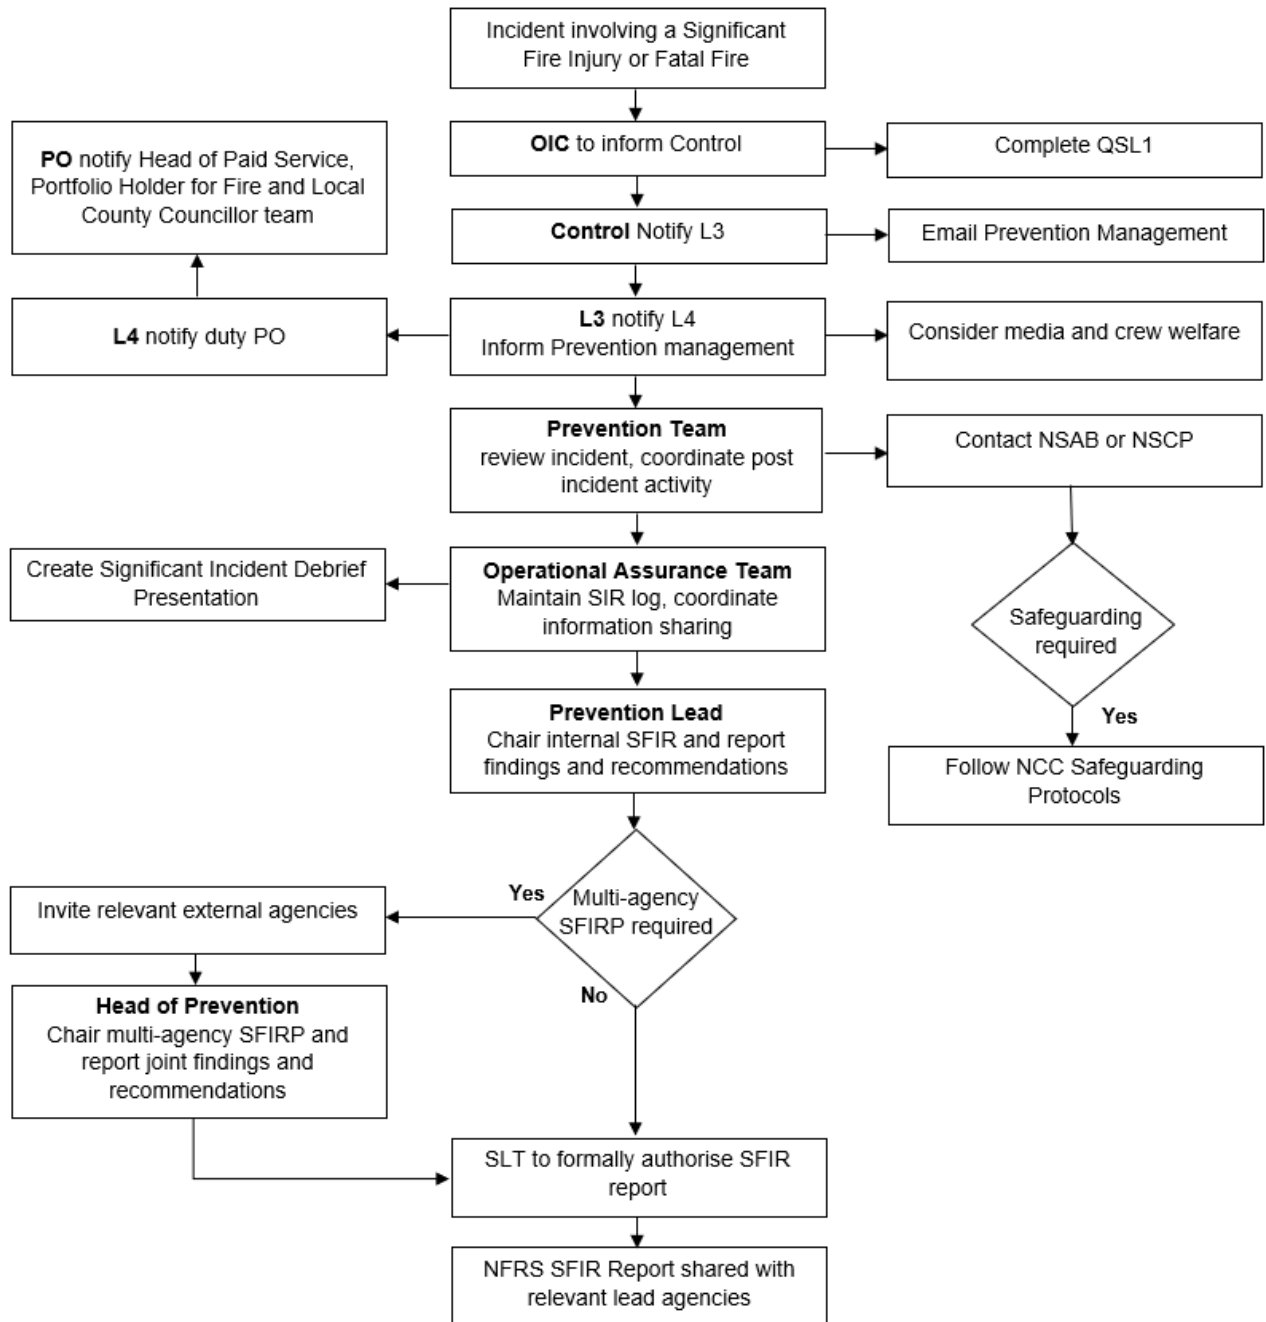 Incident involving a Significant
Fire Injury or Fatal Fire
OIC to inform Control
Complete QSL1
PO notify Head of Paid Service,
Portfolio Holder for Fire and Local
County Councillor team
Control Notify L3
Email Prevention Management
L4 notify duty PO
L3 notify L4
Inform Prevention management
Consider media and crew welfare
Prevention Team
review incident, coordinate post
incident activity
Contact NSAB or NSCP
Create Significant Incident Debrief
Presentation
Operational Assurance Team
Maintain SIR log, coordinate
information sharing
Safeguarding
required
Yes
Prevention Lead
Chair internal SFIR and report
findings and recommendations
Follow NCC Safeguarding
Protocols
Multi-agency
SFIRP required
Yes
Invite relevant external agencies
No
Head of Prevention
Chair multi-agency SFIRP and
report joint findings and
recommendations
SLT to formally authorise SFIR
report
NFRS SFIR Report shared with
relevant lead agencies